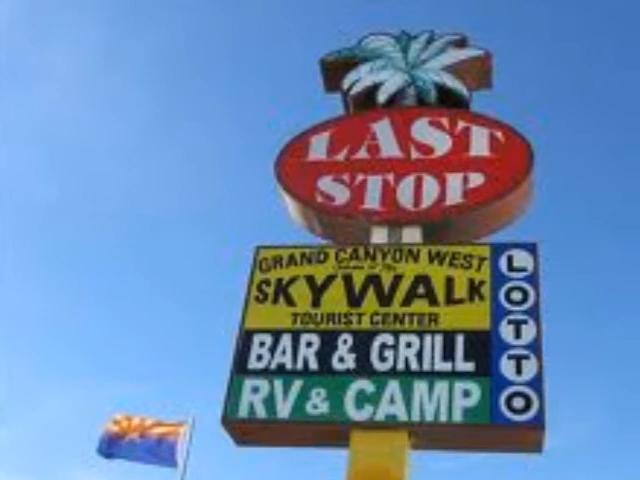 LAST
STOP
GRAND CANYON WEST
SKYWALK
TOURIST CENTER
BAR & GRILL
RV & CAMP
LOTTO